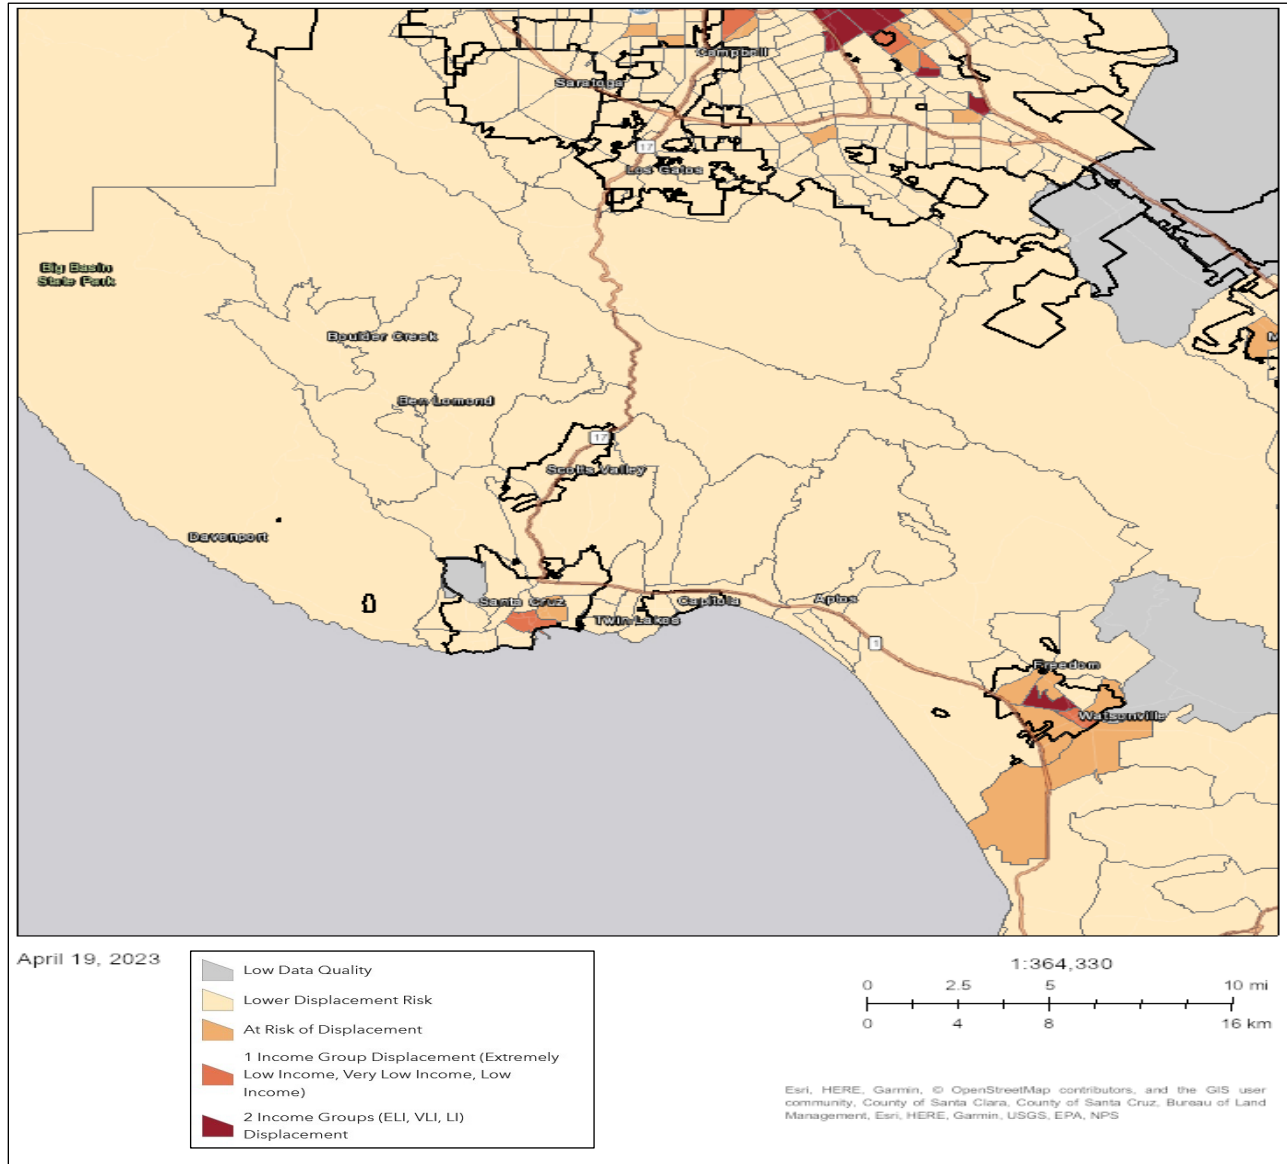 Campbell
Saratoga
17
Los Gatos
Big Basin
State Park
M
Boulder Creek
Ben Lomond
17
Scotts Valley
Davenport
Santa Cruz
Capitola
Aptos
Twin Lakes
1
Freedom
Watsonville
April 19, 2023
Low Data Quality
Lower Displacement Risk
At Risk of Displacement
1 Income Group Displacement (Extremely
Low Income, Very Low Income, Low
Income)
2 Income Groups (ELI, VLI, LI)
Displacement
1:364,330
0 2.5 5 10 mi
0 4 8 16 km
Esri, HERE, Garmin, © OpenStreetMap contributors, and the GIS user
community, County of Santa Clara, County of Santa Cruz, Bureau of Land
Management, Esri, HERE, Garmin, USGS, EPA, NPS